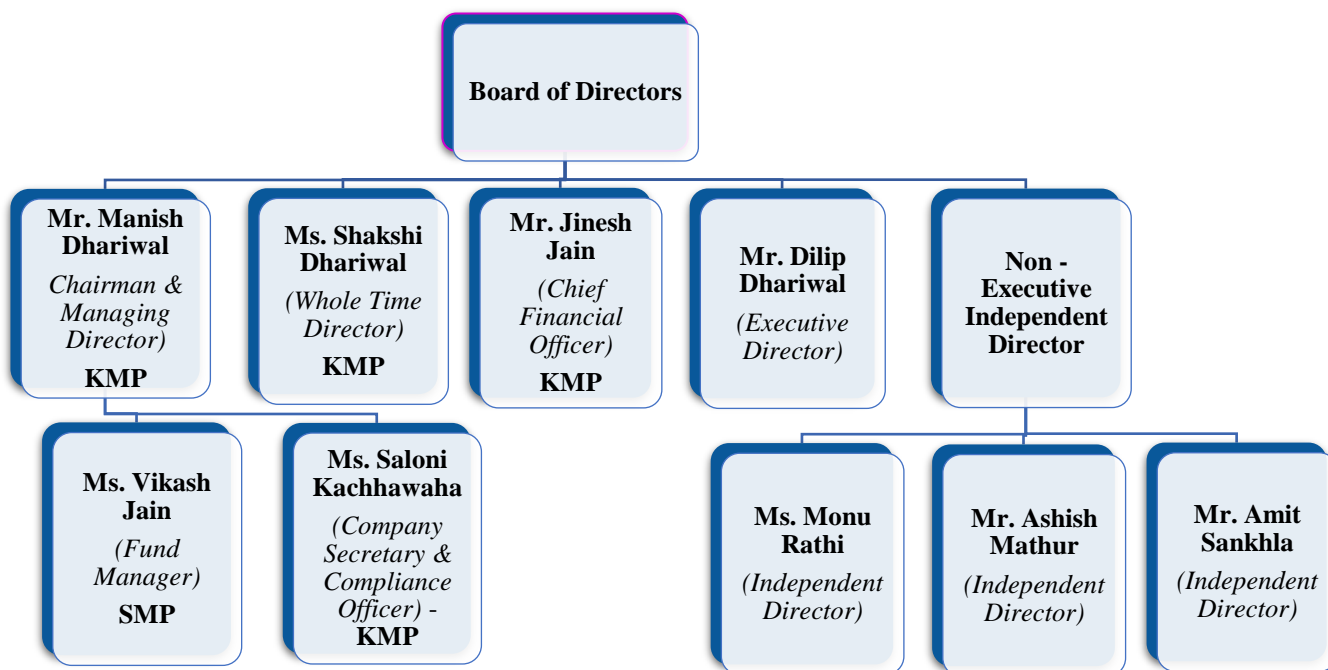 Board of Directors
Mr. Manish
Dhariwal
Chairman &
Managing
Director)
KMP
Ms. Shakshi
Dhariwal
(Whole Time
Director)
KMP
Mr. Jinesh
Jain
(Chief
Financial
Officer)
KMP
Mr. Dilip
Dhariwal
(Executive
Director)
Non -
Executive
Independent
Director
Ms. Vikash
Jain
(Fund
Manager)
SMP
Ms. Saloni
Kachhawaha
(Company
Secretary &
Compliance
Officer) -
KMP
Ms. Monu
Rathi
(Independent
Director)
Mr. Ashish
Mathur
(Independent
Director)
Mr. Amit
Sankhla
(Independent
Director)